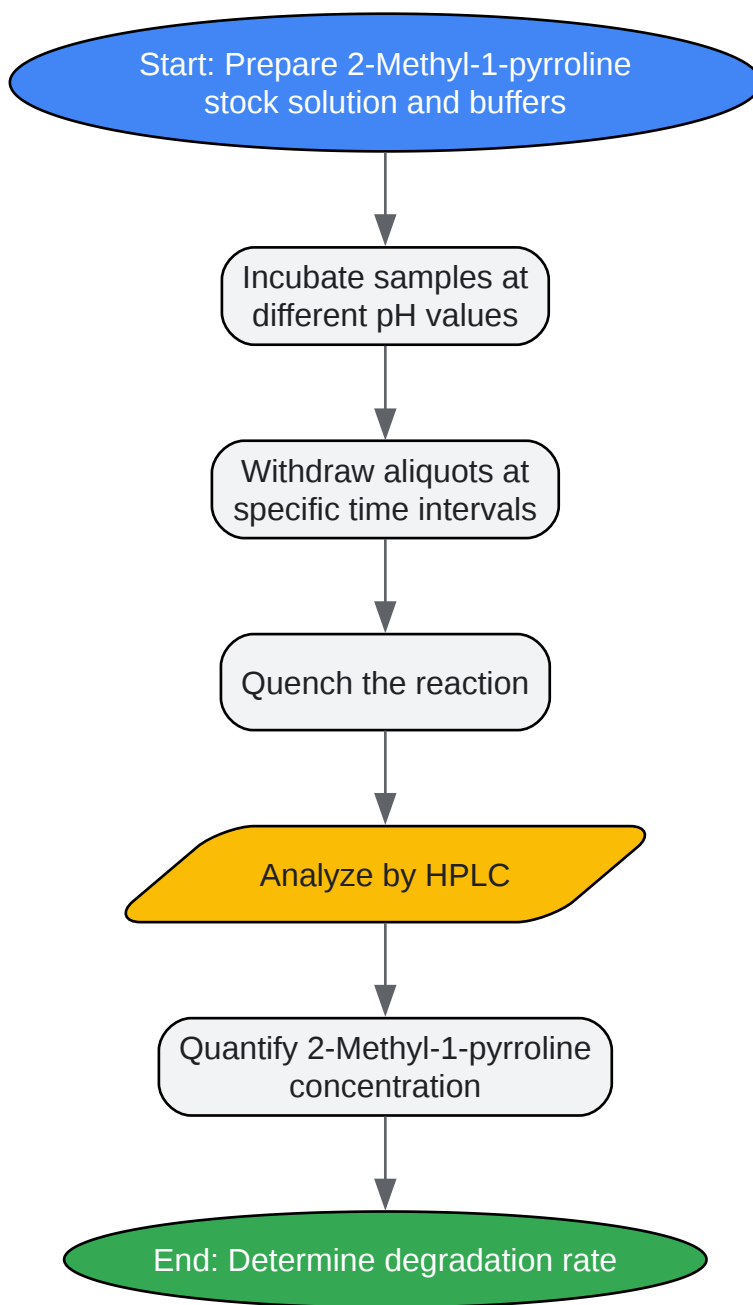 Start: Prepare 2-Methyl-1-pyrroline
stock solution and buffers
Incubate samples at
different pH values
Withdraw aliquots at
specific time intervals
Quench the reaction
Analyze by HPLC
Quantify 2-Methyl-1-pyrroline
concentration
End: Determine degradation rate